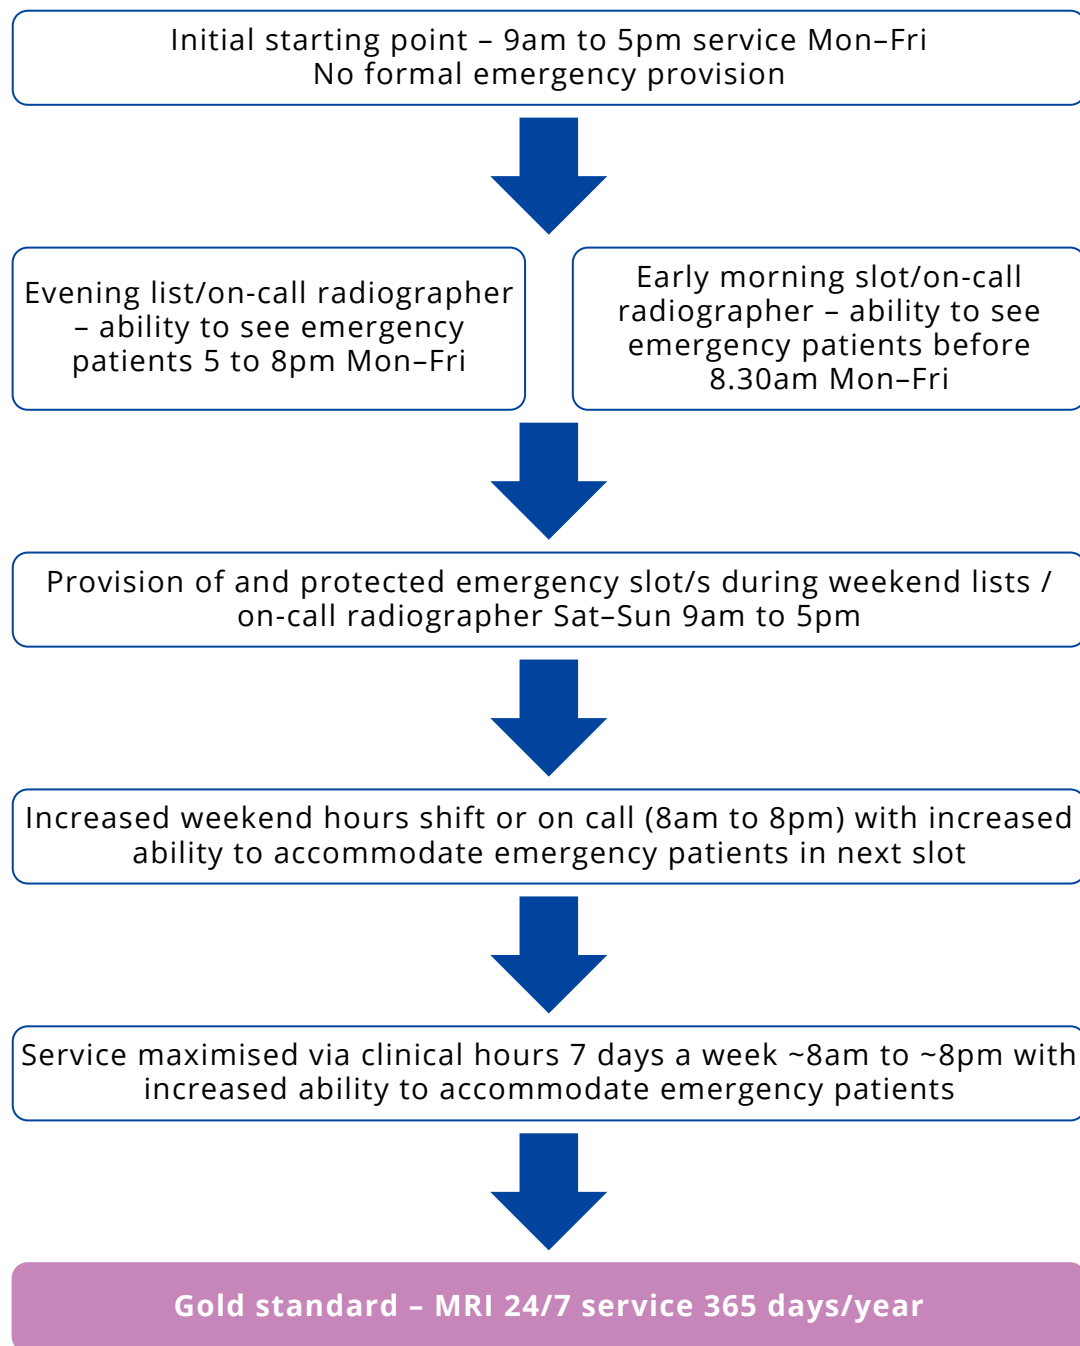 Initial starting point – 9am to 5pm service Mon–Fri
No formal emergency provision
Evening list/on-call radiographer
– ability to see emergency
patients 5 to 8pm Mon–Fri
Early morning slot/on-call
radiographer – ability to see
emergency patients before
8.30am Mon–Fri
Provision of and protected emergency slot/s during weekend lists /
on-call radiographer Sat–Sun 9am to 5pm
Increased weekend hours shift or on call (8am to 8pm) with increased
ability to accommodate emergency patients in next slot
Service maximised via clinical hours 7 days a week ~8am to ~8pm with
increased ability to accommodate emergency patients
Gold standard – MRI 24/7 service 365 days/year